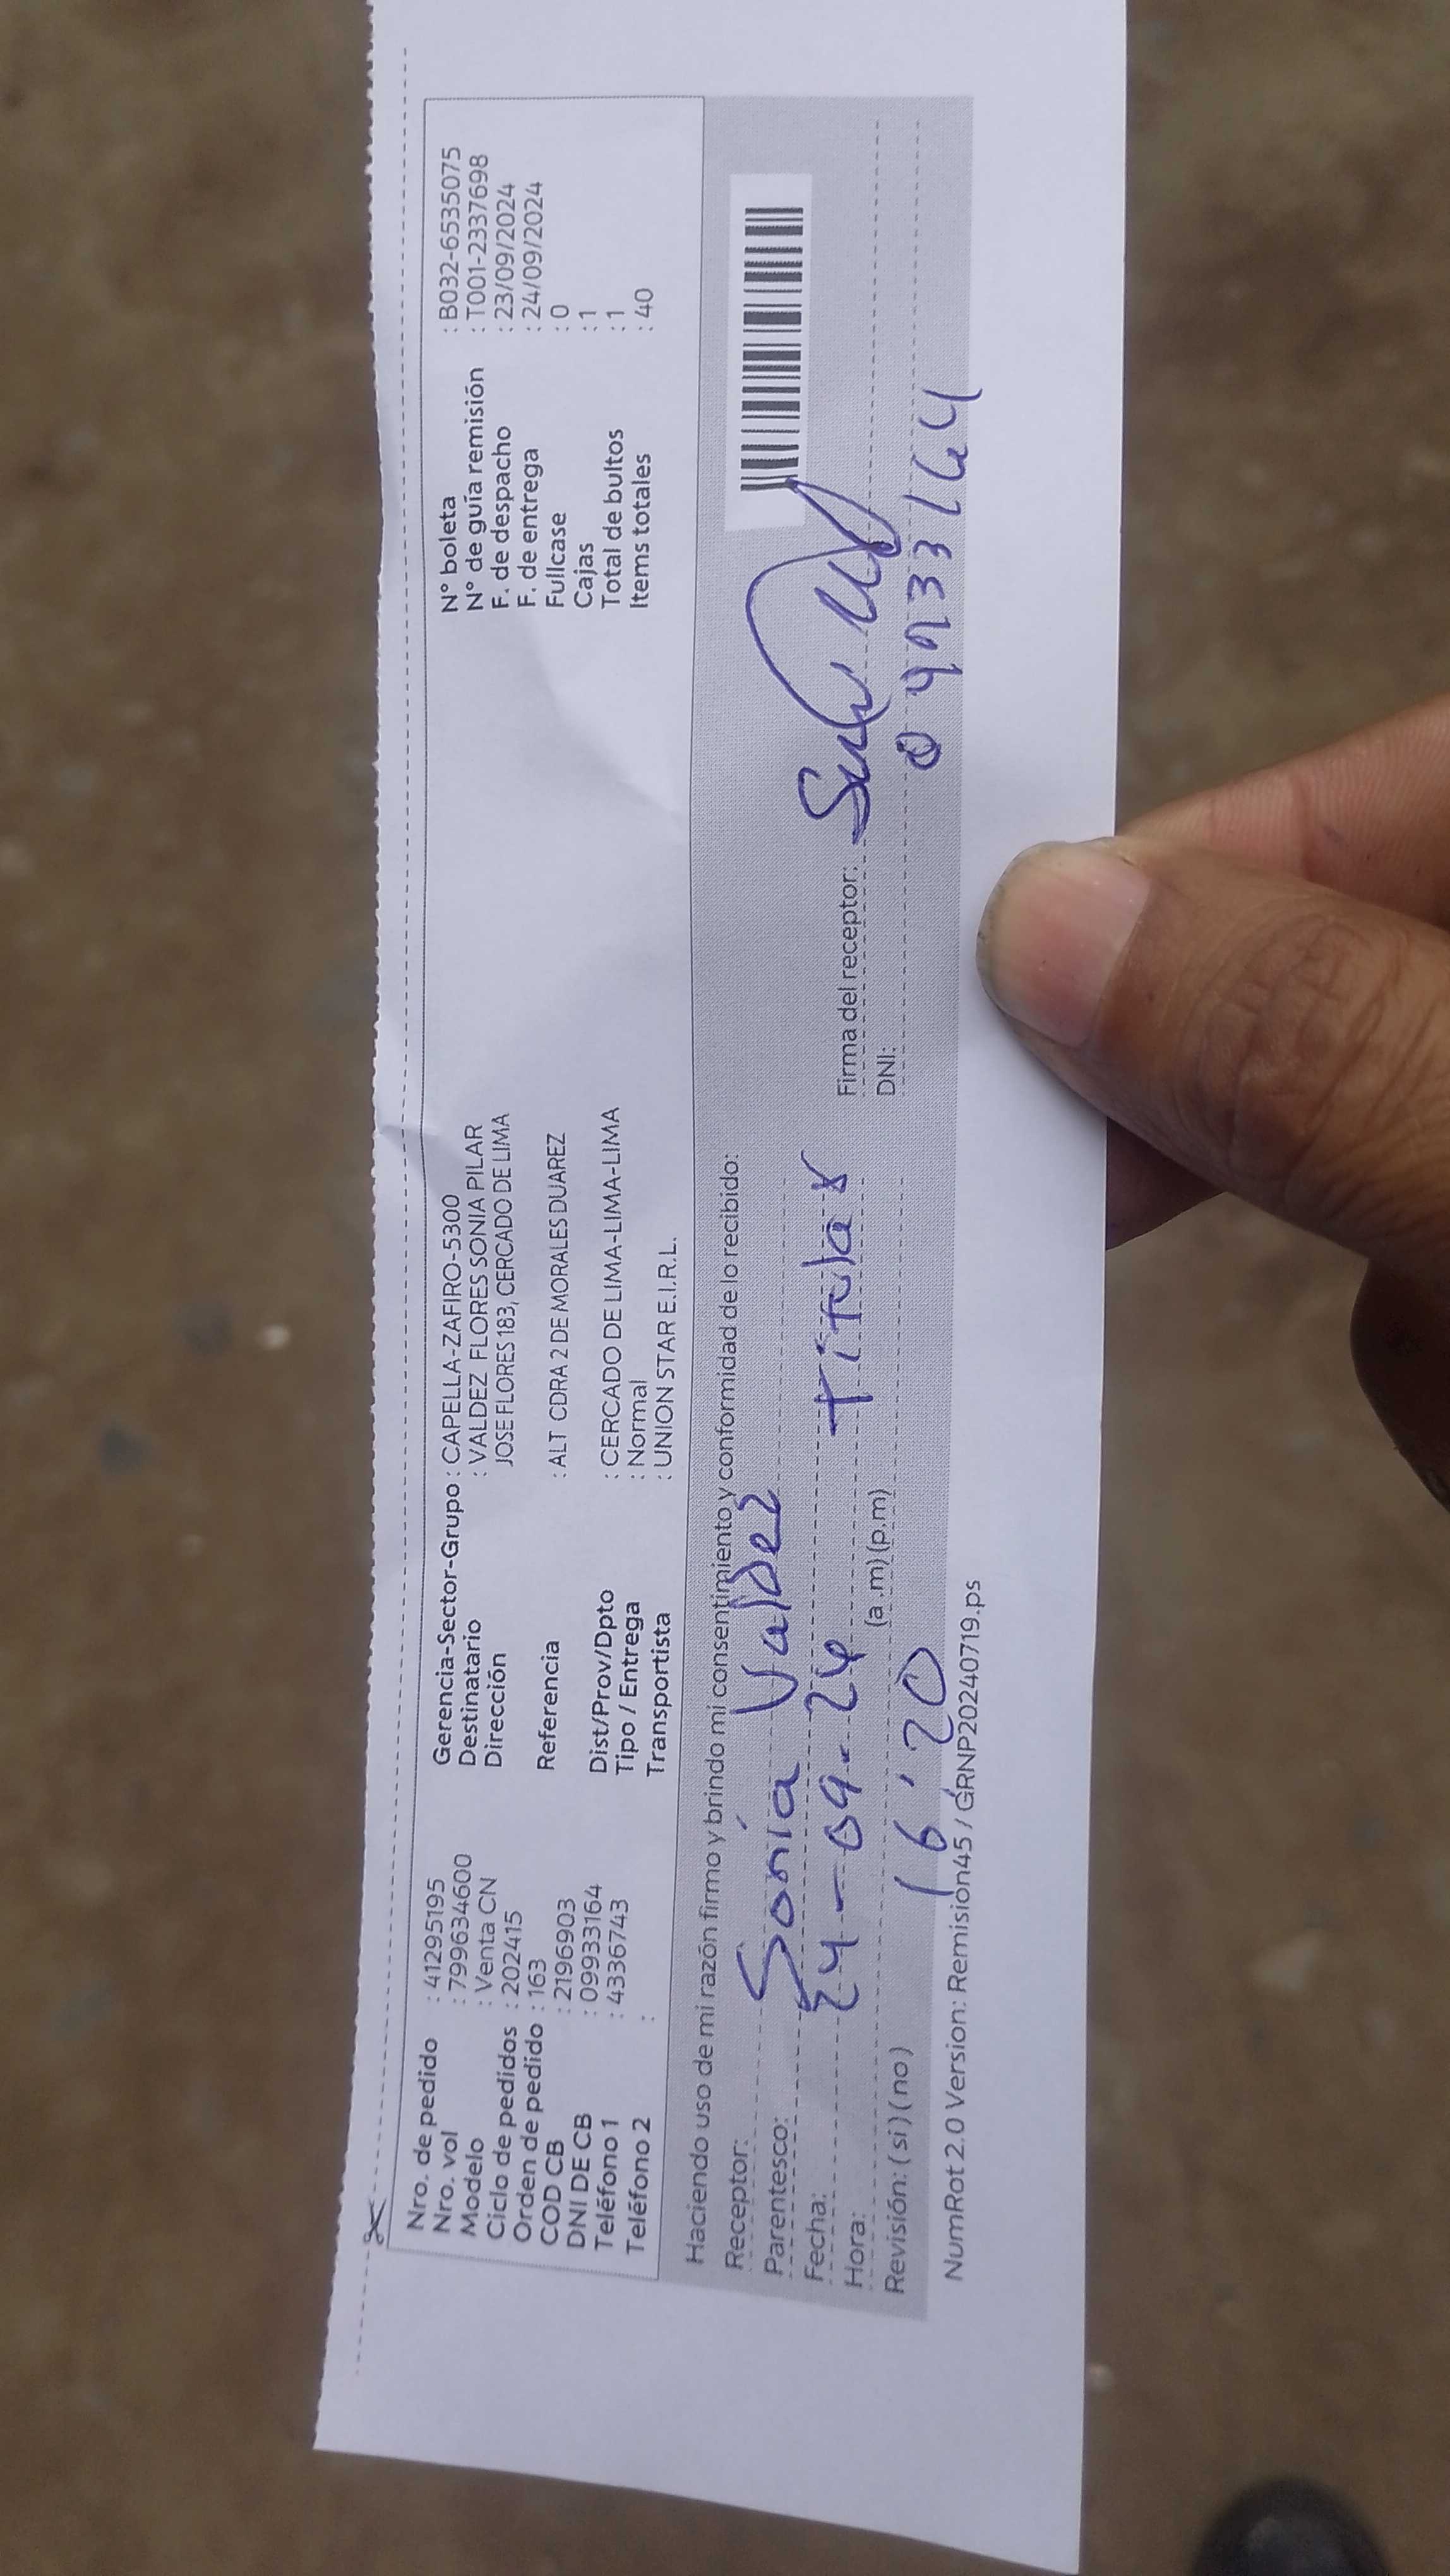 Nro. de pedido : 41295195
Nro. vol : 799634600
Modelo : Venta CN
Ciclo de pedidos : 202415
Orden de pedido : 163
COD CB : 2196903
DNI DE CB : 09933164
Teléfono 1 : 4336743
Teléfono 2 :
Gerencia-Sector-Grupo : CAPELLA-ZAFIRO-5300
Destinatario : VALDEZ FLORES SONIA PILAR
Dirección JOSE FLORES 183, CERCADO DE LIMA
Referencia : ALT CDRA 2 DE MORALES DUAREZ
Dist/Prov/Dpto : CERCADO DE LIMA-LIMA-LIMA
Tipo / Entrega : Normal
Transportista : UNION STAR E.I.R.L.
N° boleta : B032-6535075
N° de guía remisión : T001-2337698
F. de despacho : 23/09/2024
F. de entrega : 24/09/2024
Fullcase : 0
Cajas : 1
Total de bultos : 1
Items totales : 40
Haciendo uso de mi razón firmo y brindo mi consentimiento y conformidad de lo recibido:
Receptor: Sonia Valdez
Parentesco: Titular
Fecha: 24-09-24
Hora: 16:20 (a.m) (p.m)
Revisión: ( si ) ( no )
Firma del receptor:
DNI: 09933164
NumRot 2.0 Version: Remision45 / GRNP20240719.ps